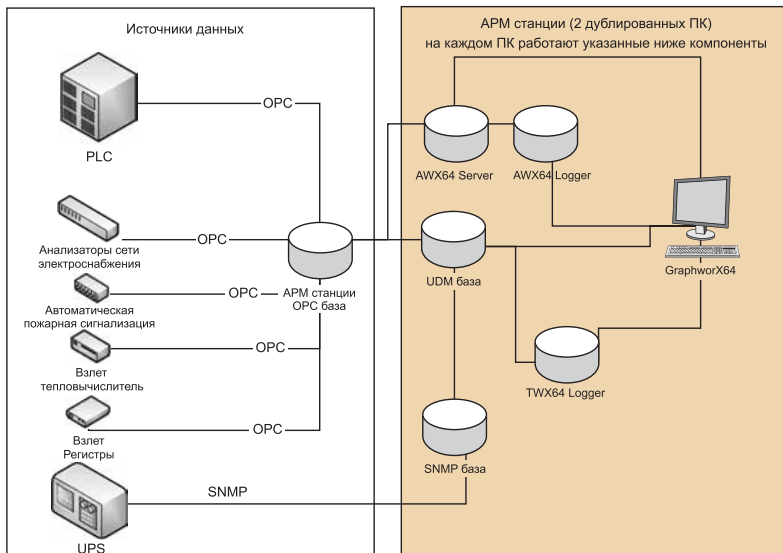 Источники данных
OPC
PLC
Анализаторы сети
электроснабжения
OPC
Автоматическая
пожарная сигнализация
OPC
Взлет
тепловычислитель
OPC
Взлет
Регистры
OPC
АРМ станции
OPC база
UPS
SNMP
АРМ станции (2 дублированных ПК)
на каждом ПК работают указанные ниже компоненты
AWX64 Server
AWX64 Logger
UDM база
GraphworX64
TWX64 Logger
SNMP база